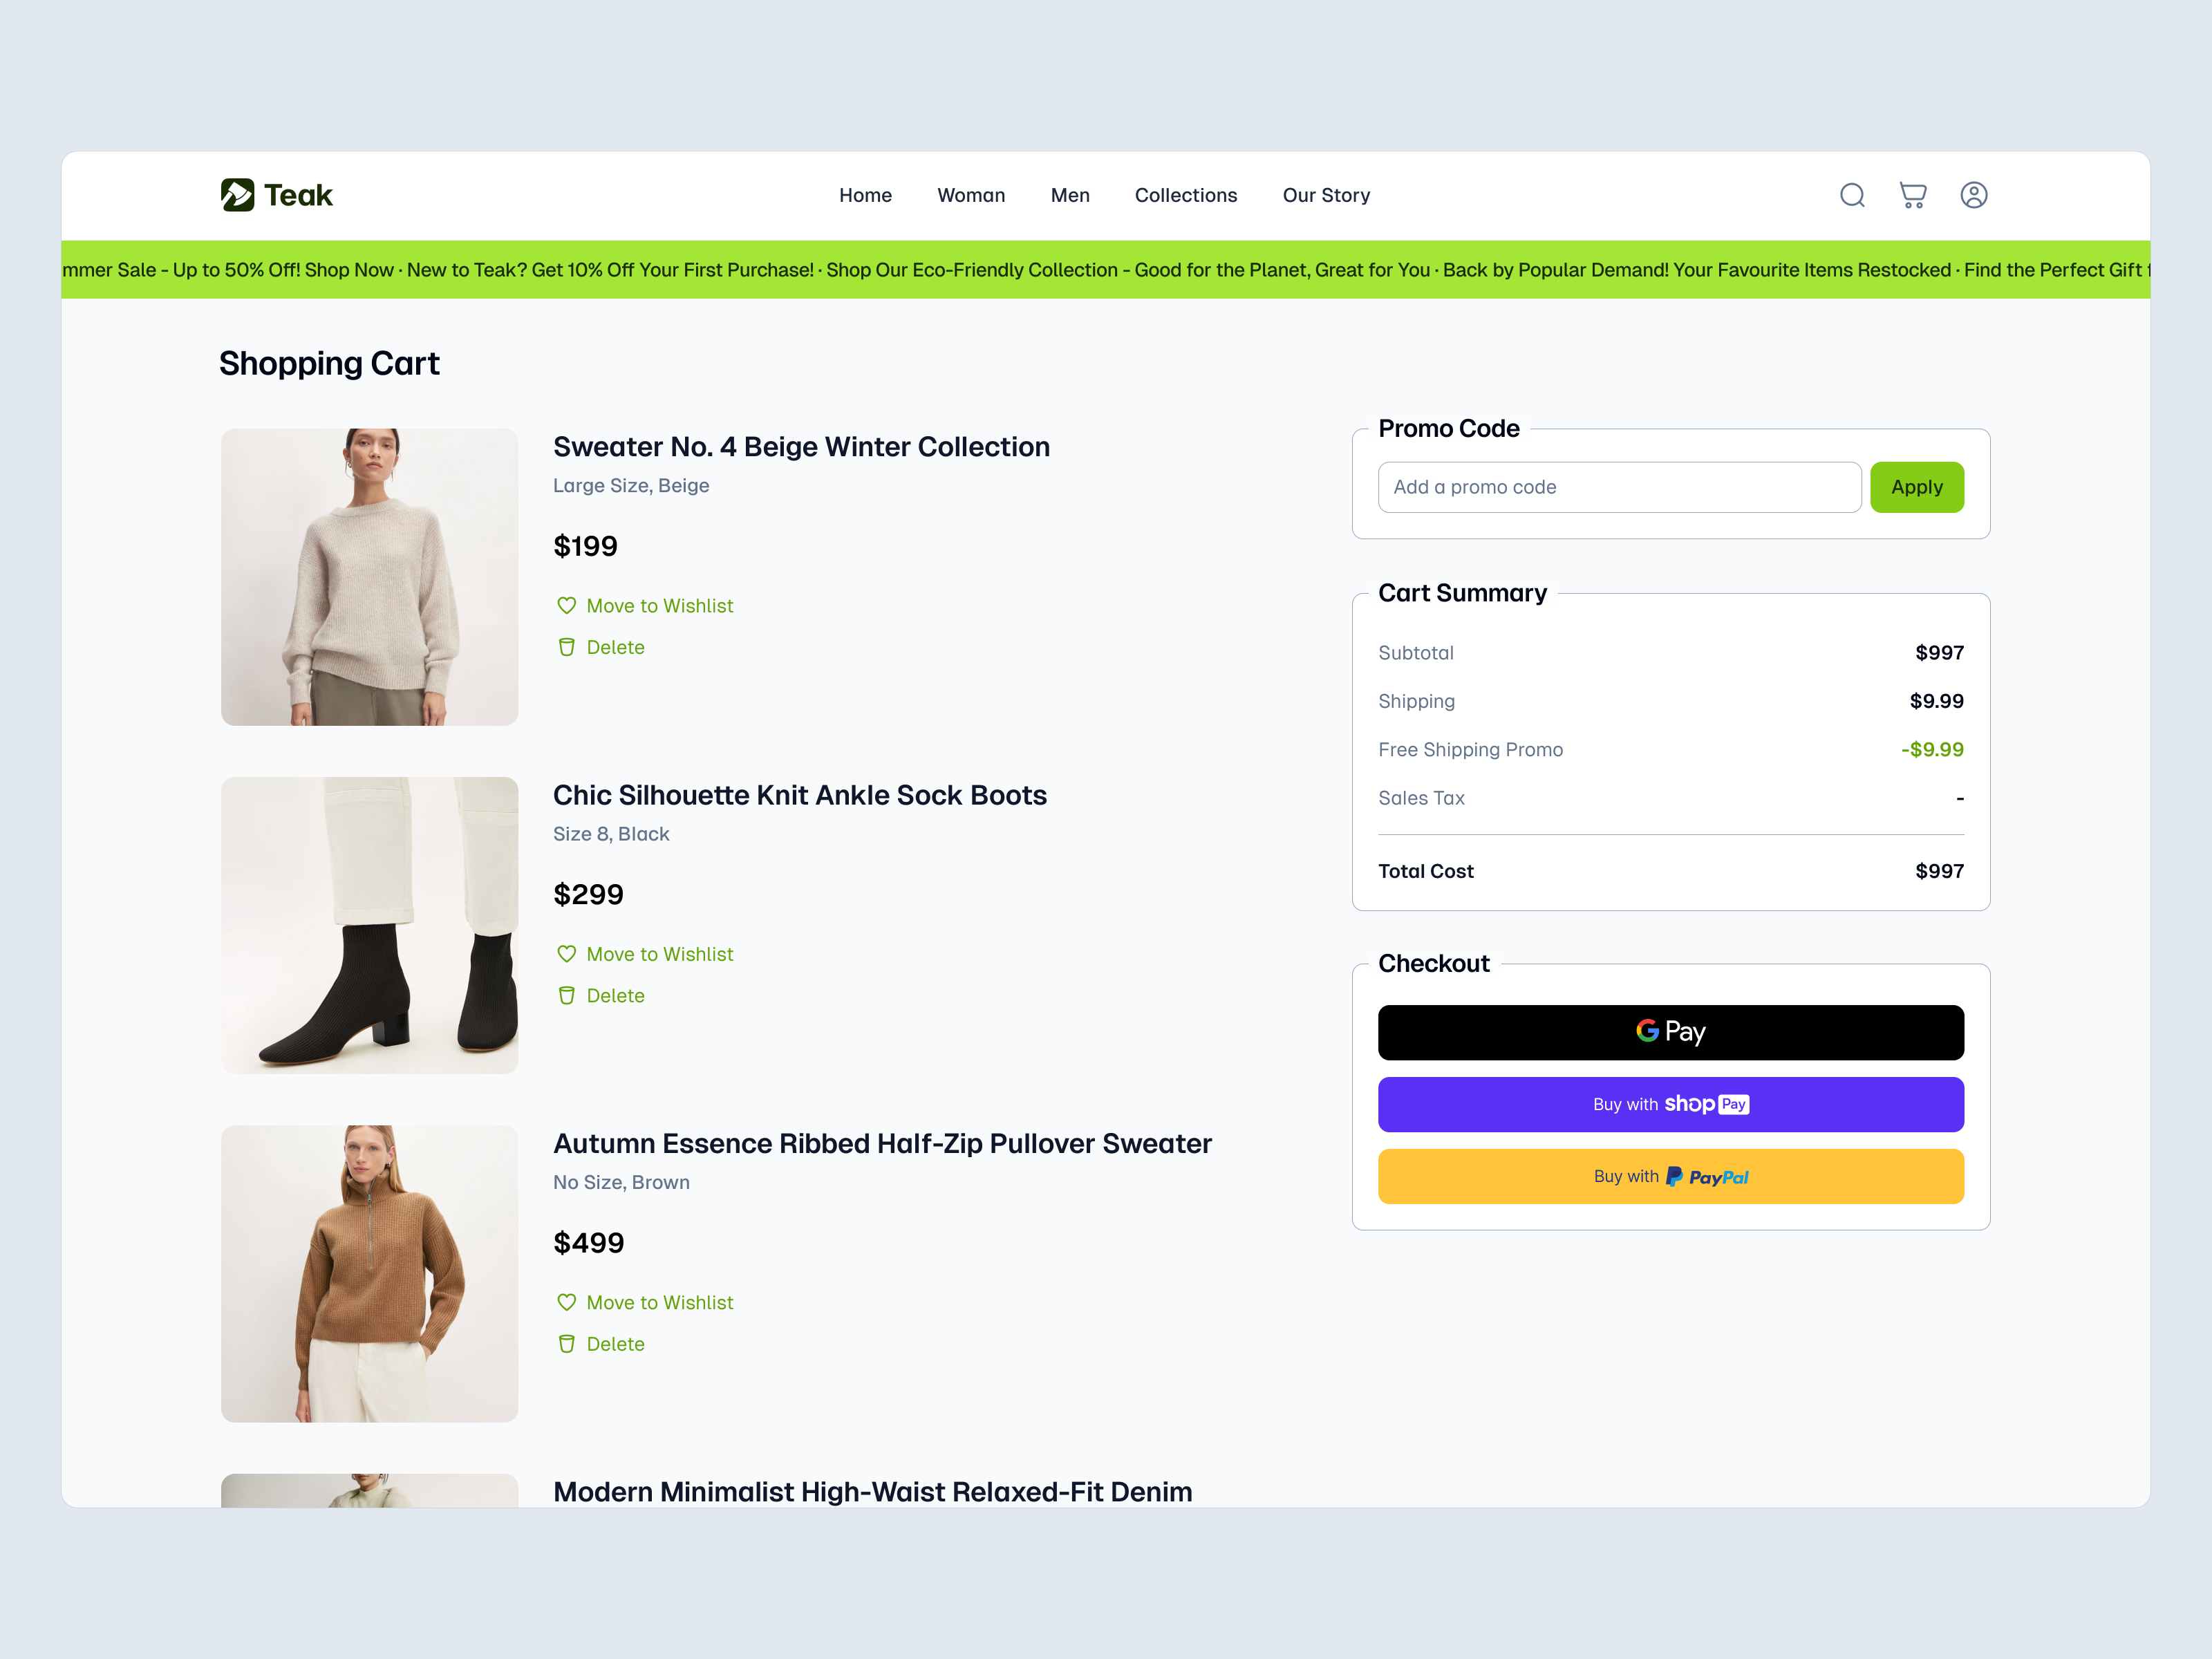 Teak
Home Woman Men Collections Our Story
mmer Sale - Up to 50% Off! Shop Now · New to Teak? Get 10% Off Your First Purchase! · Shop Our Eco-Friendly Collection - Good for the Planet, Great for You · Back by Popular Demand! Your Favourite Items Restocked · Find the Perfect Gift
Shopping Cart
Sweater No. 4 Beige Winter Collection
Large Size, Beige
$199
Move to Wishlist
Delete
Chic Silhouette Knit Ankle Sock Boots
Size 8, Black
$299
Move to Wishlist
Delete
Autumn Essence Ribbed Half-Zip Pullover Sweater
No Size, Brown
$499
Move to Wishlist
Delete
Modern Minimalist High-Waist Relaxed-Fit Denim
Promo Code
Add a promo code Apply
Cart Summary
Subtotal $997
Shipping $9.99
Free Shipping Promo -$9.99
Sales Tax -
Total Cost $997
Checkout
G Pay
Buy with shop Pay
Buy with PayPal